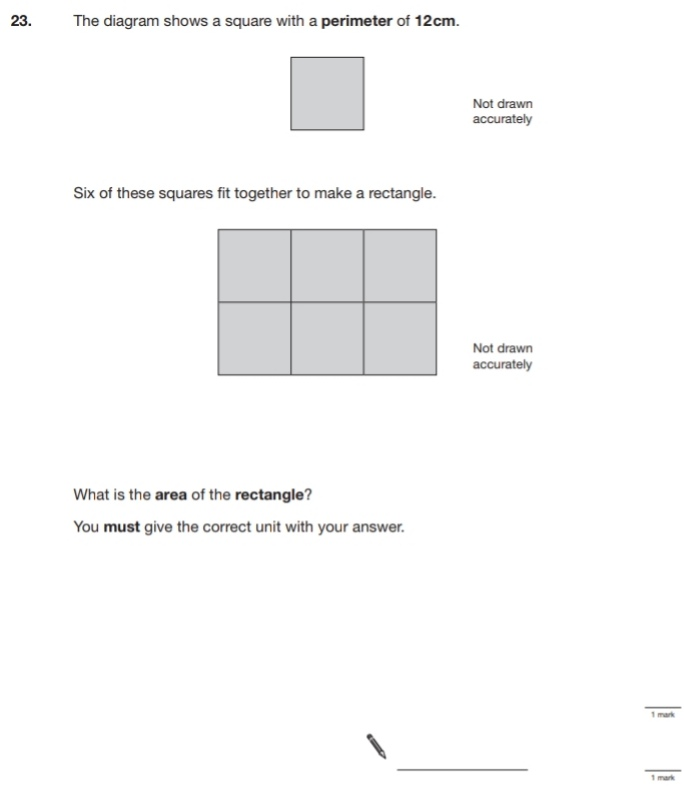 23. The diagram shows a square with a perimeter of 12cm.
Not drawn
accurately
Six of these squares fit together to make a rectangle.
Not drawn
accurately
What is the area of the rectangle?
You must give the correct unit with your answer.
1 mark
1 mark